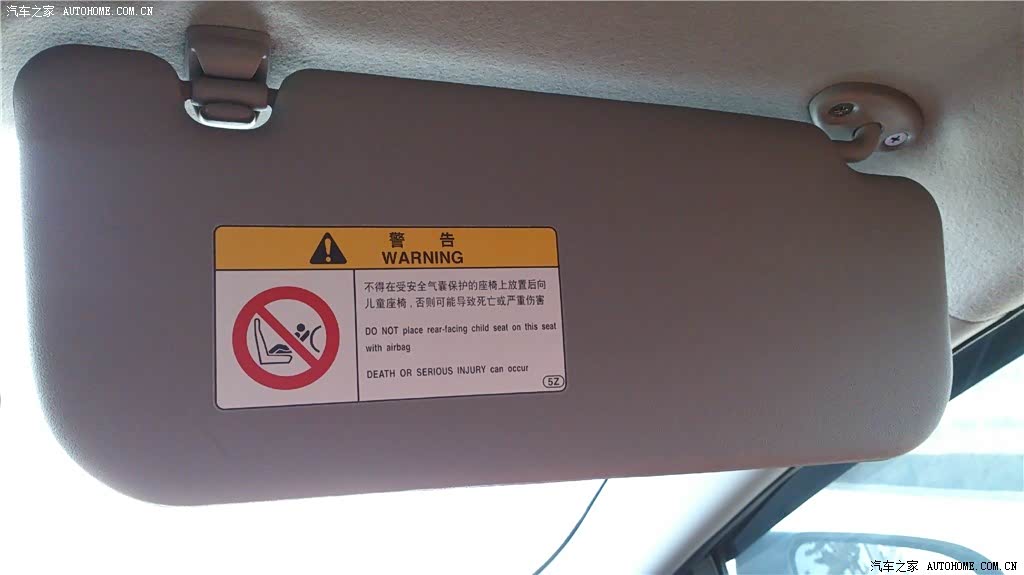 汽车之家 AUTOHOME.COM.CN
警 告
WARNING
不得在受安全气囊保护的座椅上放置后向
儿童座椅，否则可能导致死亡或严重伤害
DO NOT place rear-facing child seat on this seat
with airbag
DEATH OR SERIOUS INJURY can occur
5Z
汽车之家 AUTOHOME.COM.CN